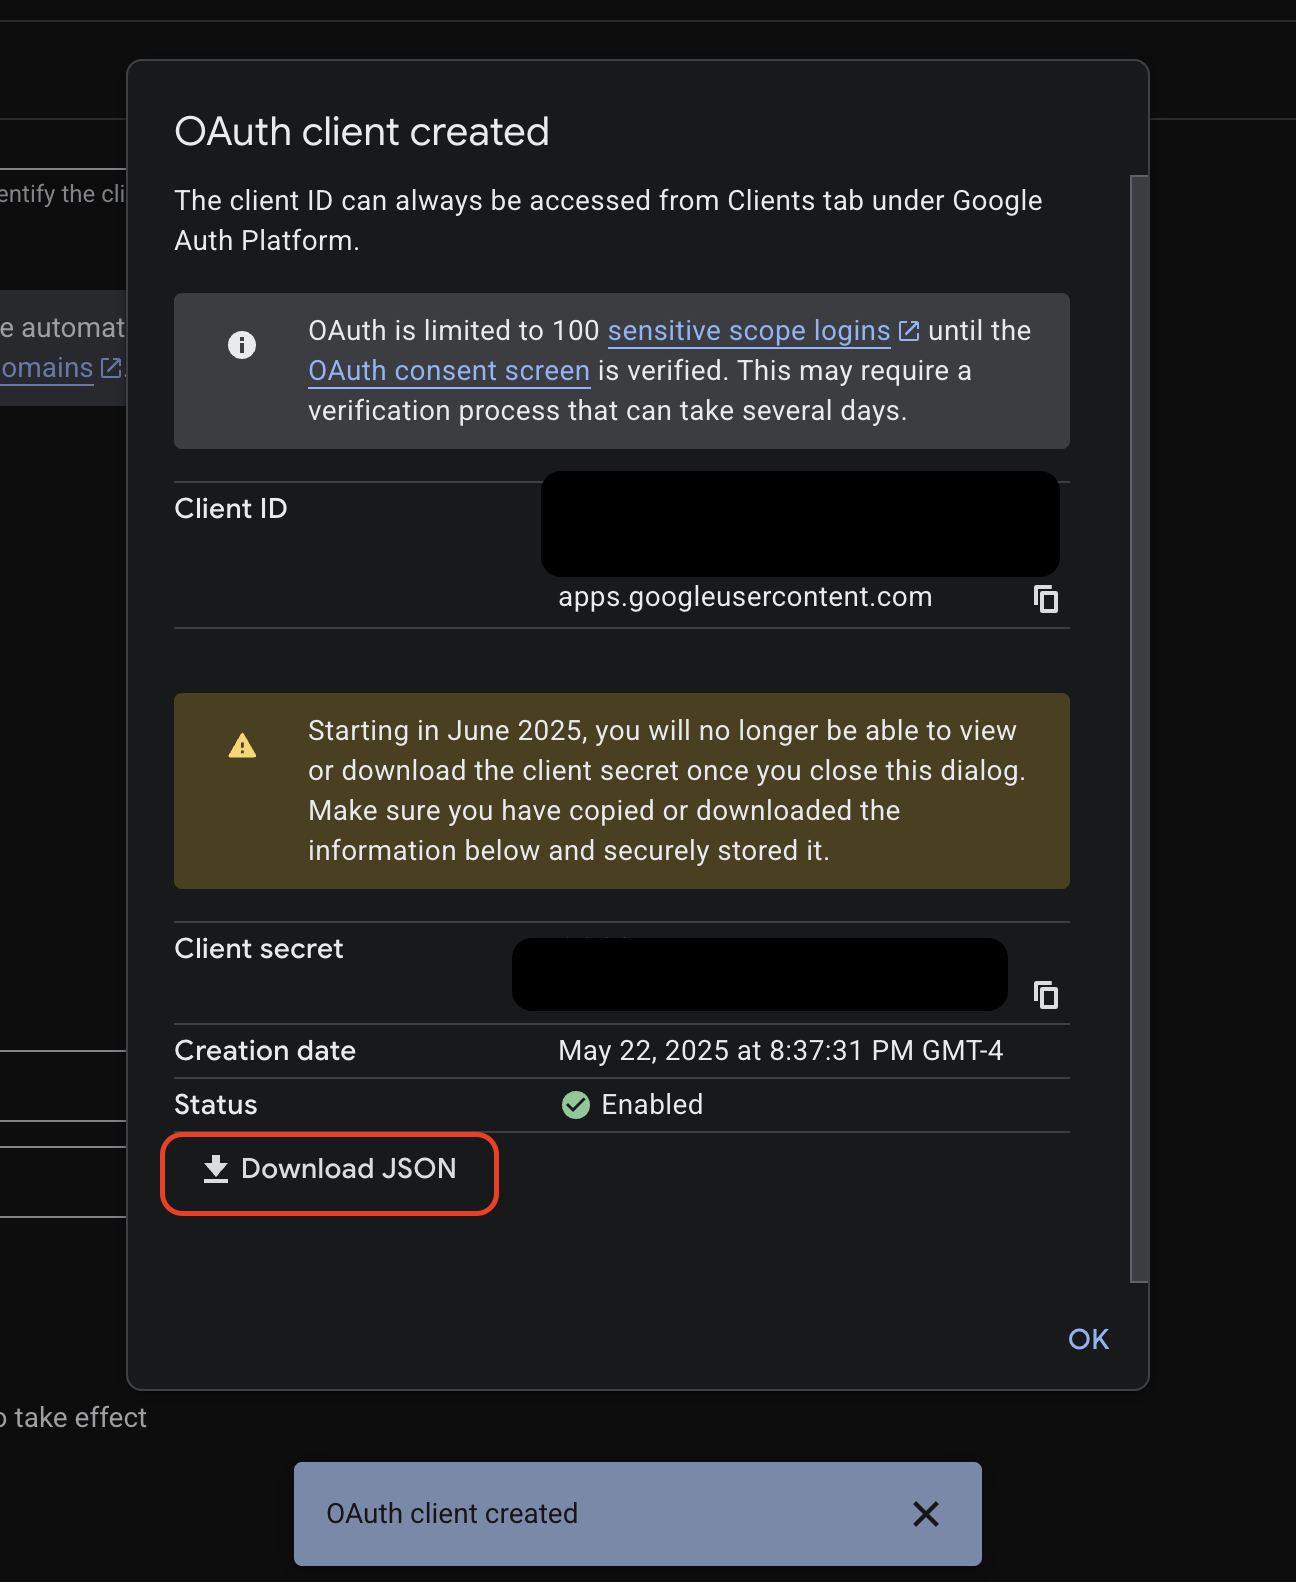 OAuth client created
The client ID can always be accessed from Clients tab under Google
Auth Platform.
entify the cli
e automat
omains
.
OAuth is limited to 100 sensitive scope logins until the
OAuth consent screen is verified. This may require a
verification process that can take several days.
Client ID
apps.googleusercontent.com
Starting in June 2025, you will no longer be able to view
or download the client secret once you close this dialog.
Make sure you have copied or downloaded the
information below and securely stored it.
Client secret
Creation date May 22, 2025 at 8:37:31 PM GMT-4
Status Enabled
Download JSON
OK
o take effect
OAuth client created